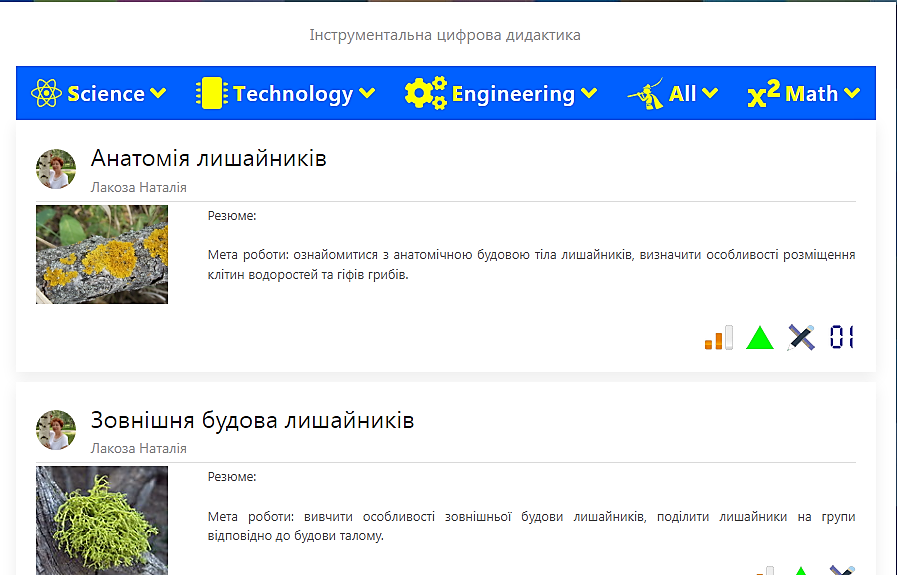 Інструментальна цифрова дидактика
Science Technology Engineering All x² Math
Анатомія лишайників
Лакоза Наталія
Резюме:
Мета роботи: ознайомитися з анатомічною будовою тіла лишайників, визначити особливості розміщення
клітин водоростей та гіфів грибів.
01
Зовнішня будова лишайників
Лакоза Наталія
Резюме:
Мета роботи: вивчити особливості зовнішньої будови лишайників, поділити лишайники на групи
відповідно до будови талому.